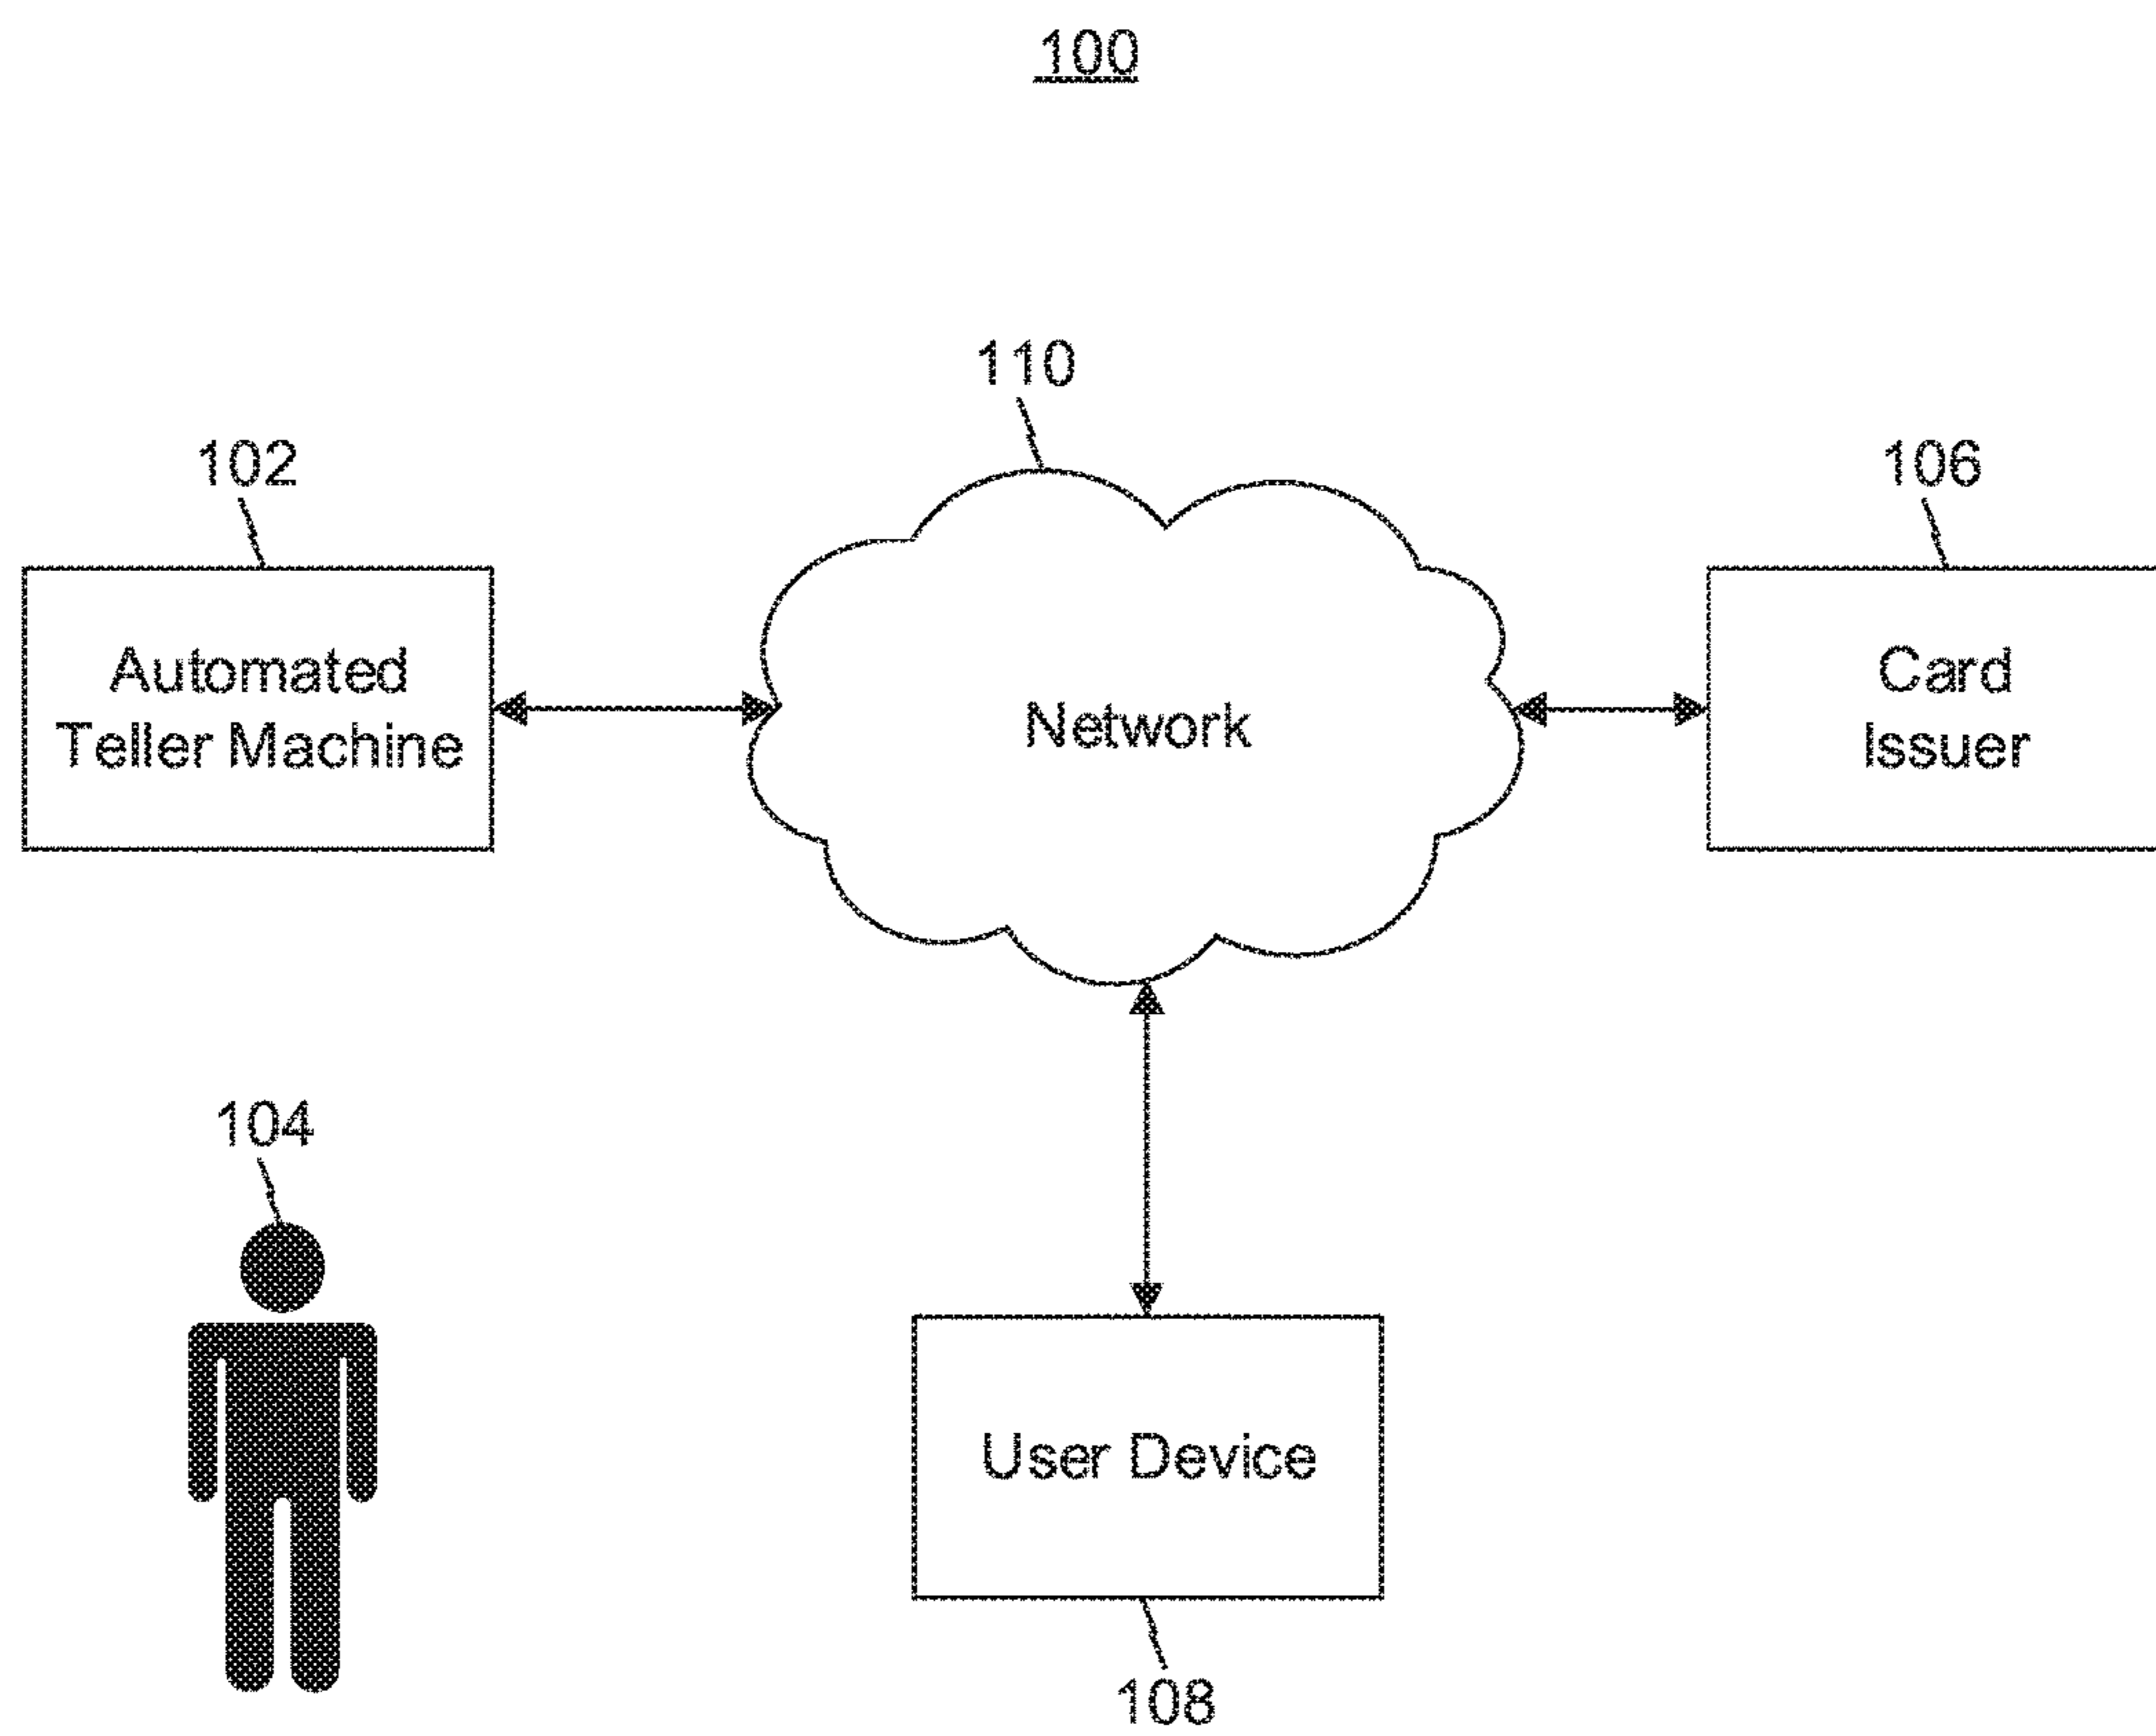 100
110
102
106
Automated
Teller Machine
Network
Card
Issuer
104
User Device
108